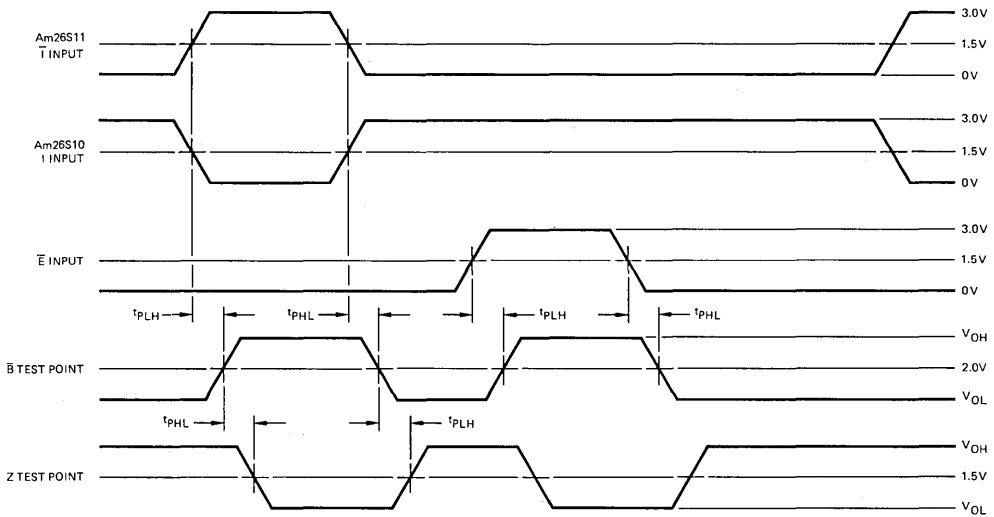 3.0V
Am26S11
I̅ INPUT
1.5V
0V
3.0V
Am26S10
I INPUT
1.5V
0V
3.0V
E̅ INPUT
1.5V
0V
tPLH
tPHL
tPLH
tPHL
VOH
B̅ TEST POINT
2.0V
VOL
tPHL
tPLH
VOH
Z TEST POINT
1.5V
VOL